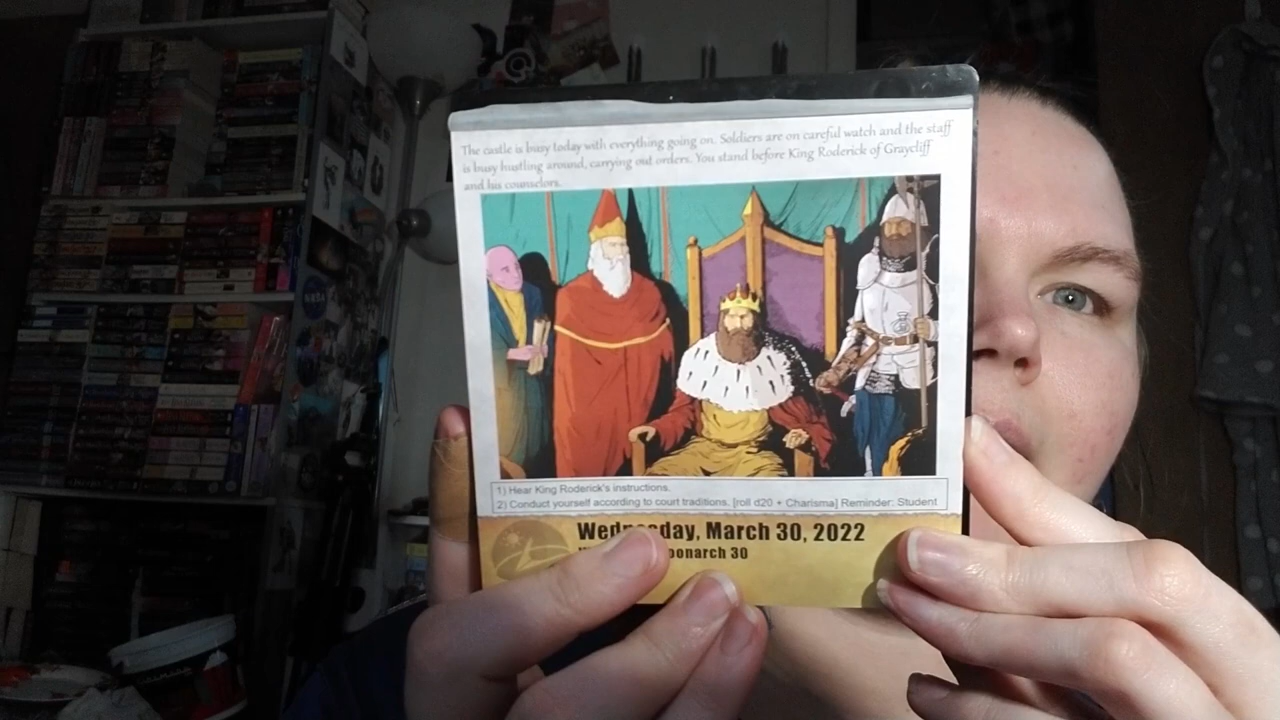 The castle is busy today with everything going on. Soldiers are on careful watch and the staff
is busy hustling around, carrying out orders. You stand before King Roderick of Graycliff
and his counselors.
1) Hear King Roderick's instructions.
2) Conduct yourself according to court traditions. [roll d20 + Charisma] Reminder: Student
March 30, 2022
30
NASA